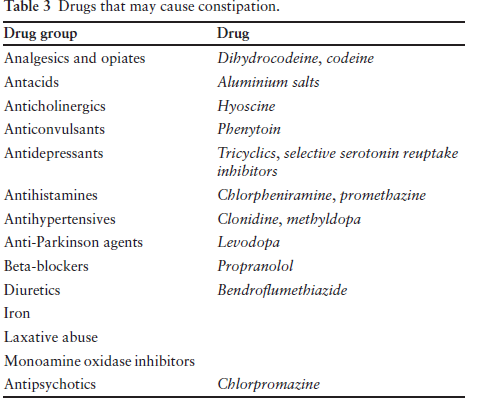 Table 3 Drugs that may cause constipation.
Drug group Drug
Analgesics and opiates Dihydrocodeine, codeine
Antacids Aluminium salts
Anticholinergics Hyoscine
Anticonvulsants Phenytoin
Antidepressants Tricyclics, selective serotonin reuptake
inhibitors
Antihistamines Chlorpheniramine, promethazine
Antihypertensives Clonidine, methyldopa
Anti-Parkinson agents Levodopa
Beta-blockers Propranolol
Diuretics Bendroflumethiazide
Iron
Laxative abuse
Monoamine oxidase inhibitors
Antipsychotics Chlorpromazine